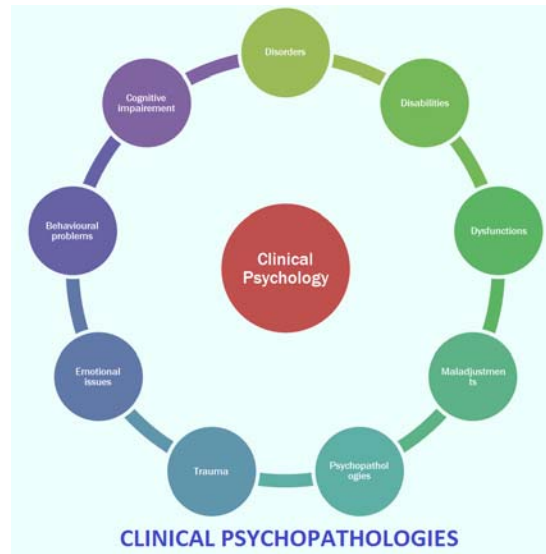 Disorders
Disabilities
Dysfunctions
Maladjustmen
ts
Psychopathol
ogies
Trauma
Emotional
issues
Behavioural
problems
Cognitive
impairement
Clinical
Psychology
CLINICAL PSYCHOPATHOLOGIES